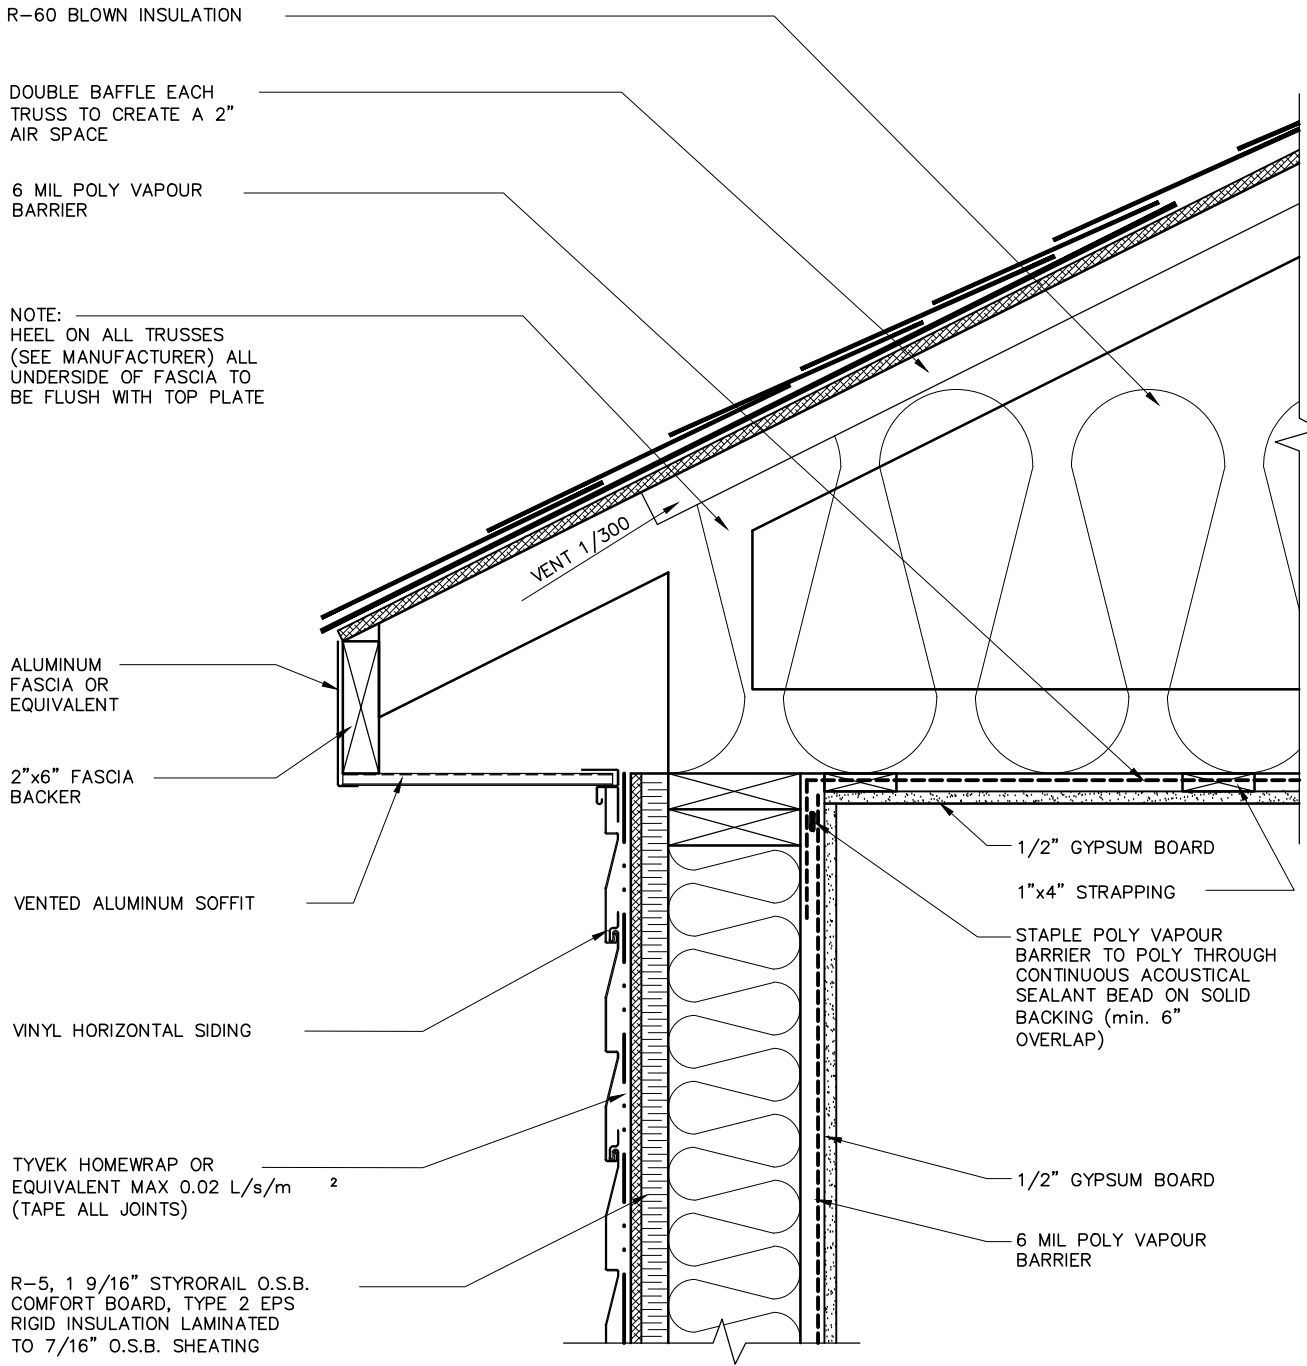 R-60 BLOWN INSULATION
DOUBLE BAFFLE EACH
TRUSS TO CREATE A 2"
AIR SPACE
6 MIL POLY VAPOUR
BARRIER
NOTE:
HEEL ON ALL TRUSSES
(SEE MANUFACTURER) ALL
UNDERSIDE OF FASCIA TO
BE FLUSH WITH TOP PLATE
VENT 1/300
ALUMINUM
FASCIA OR
EQUIVALENT
2"x6" FASCIA
BACKER
VENTED ALUMINUM SOFFIT
VINYL HORIZONTAL SIDING
TYVEK HOMEWRAP OR
EQUIVALENT MAX 0.02 L/s/m ²
(TAPE ALL JOINTS)
R-5, 1 9/16" STYRORAIL O.S.B.
COMFORT BOARD, TYPE 2 EPS
RIGID INSULATION LAMINATED
TO 7/16" O.S.B. SHEATING
1/2" GYPSUM BOARD
1"x4" STRAPPING
STAPLE POLY VAPOUR
BARRIER TO POLY THROUGH
CONTINUOUS ACOUSTICAL
SEALANT BEAD ON SOLID
BACKING (min. 6"
OVERLAP)
1/2" GYPSUM BOARD
6 MIL POLY VAPOUR
BARRIER